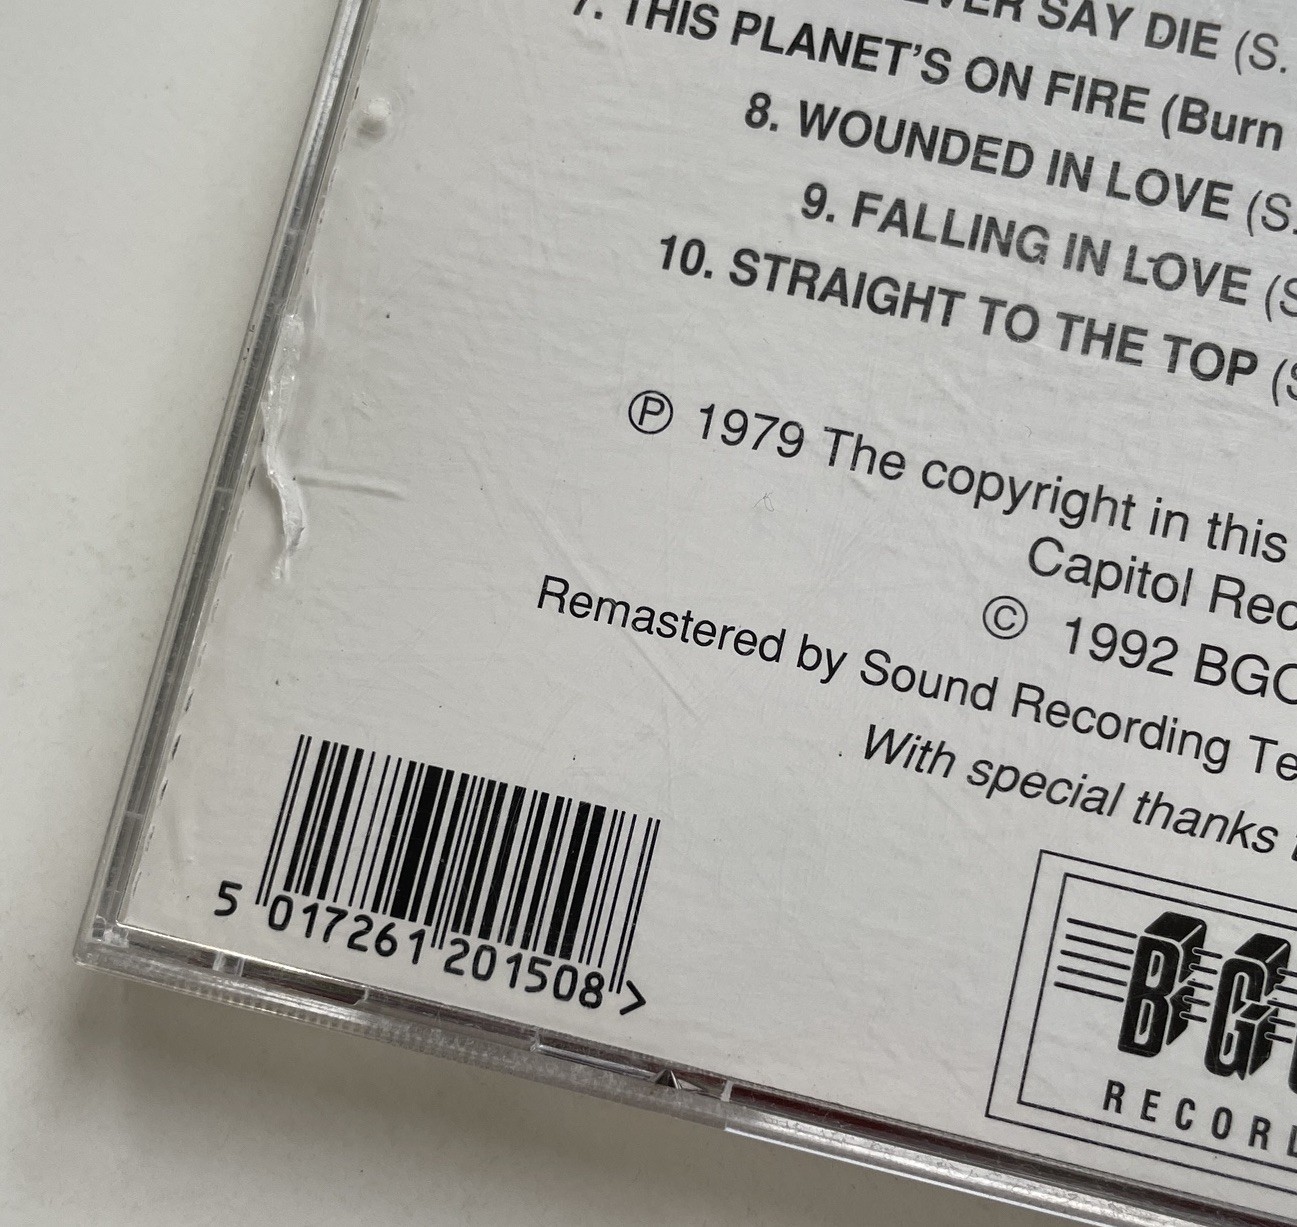 SAY DIE (S.
7. THIS PLANET'S ON FIRE (Burn
8. WOUNDED IN LOVE (S.
9. FALLING IN LOVE (S
10. STRAIGHT TO THE TOP (S
℗ 1979 The copyright in this
Capitol Rec
© 1992 BGO
Remastered by Sound Recording Te
With special thanks
5 017261 201508 >
BG
RECORD